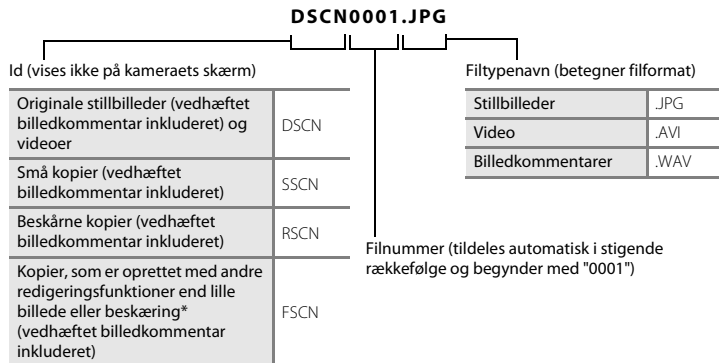 DSCN0001.JPG
Id (vises ikke på kameraets skærm)
Originale stillbilleder (vedhæftet
billedkommentar inkluderet) og
videoer
DSCN
Små kopier (vedhæftet
billedkommentar inkluderet)
SSCN
Beskårne kopier (vedhæftet
billedkommentar inkluderet)
RSCN
Kopier, som er oprettet med andre
redigeringsfunktioner end lille
billede eller beskæring*
(vedhæftet billedkommentar
inkluderet)
FSCN
Filnummer (tildeles automatisk i stigende
rækkefølge og begynder med "0001")
Filtypenavn (betegner filformat)
Stillbilleder .JPG
Video .AVI
Billedkommentarer .WAV